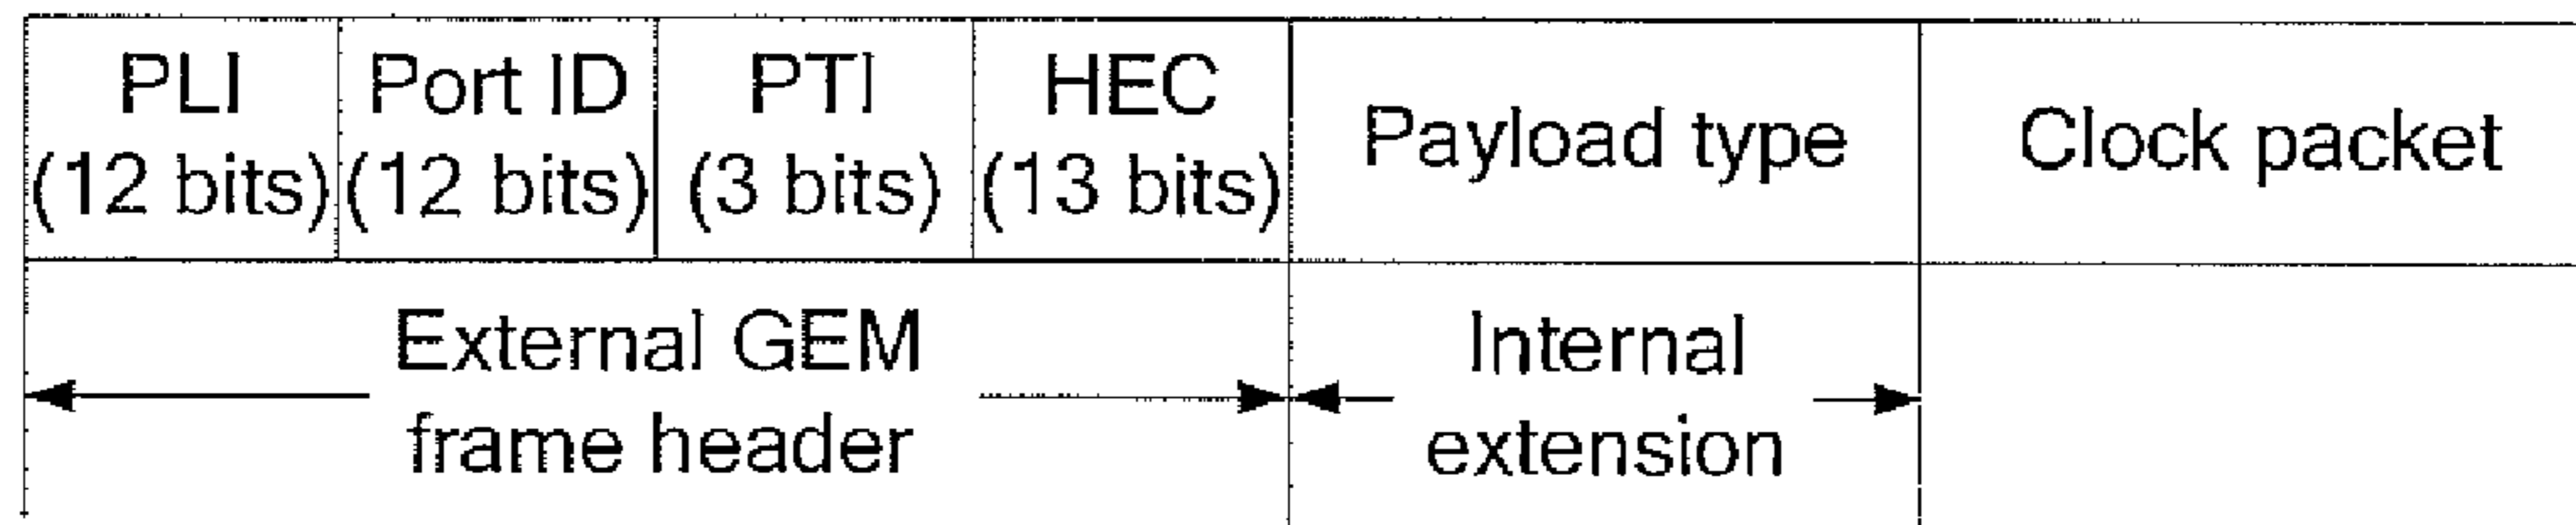 PLI
(12 bits)
Port ID
(12 bits)
PTI
(3 bits)
HEC
(13 bits)
Payload type
Clock packet
External GEM
frame header
Internal
extension